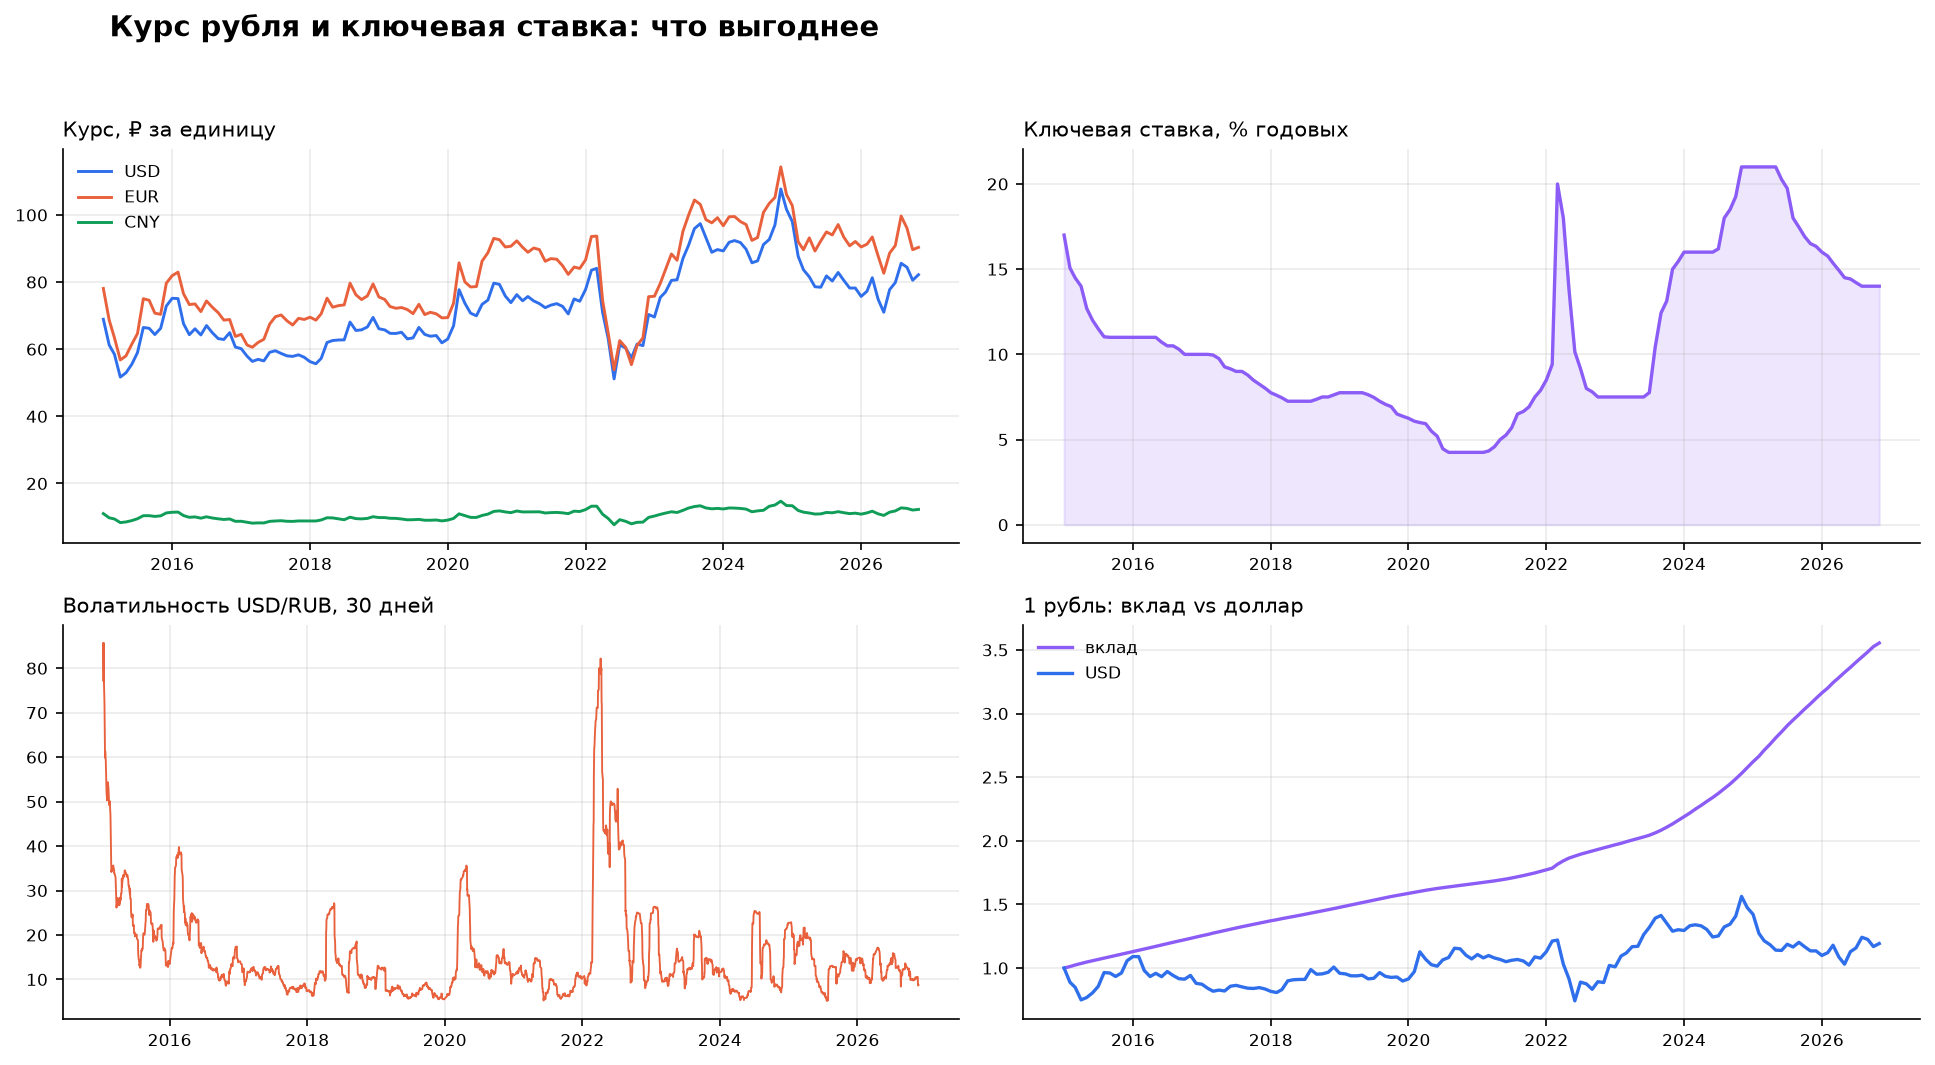 Курс рубля и ключевая ставка: что выгоднее
Курс, ₽ за единицу
USD
EUR
CNY
100
80
60
40
20
2016 2018 2020 2022 2024 2026
Ключевая ставка, % годовых
20
15
10
5
0
2016 2018 2020 2022 2024 2026
Волатильность USD/RUB, 30 дней
80
70
60
50
40
30
20
10
2016 2018 2020 2022 2024 2026
1 рубль: вклад vs доллар
вклад
USD
3.5
3.0
2.5
2.0
1.5
1.0
2016 2018 2020 2022 2024 2026